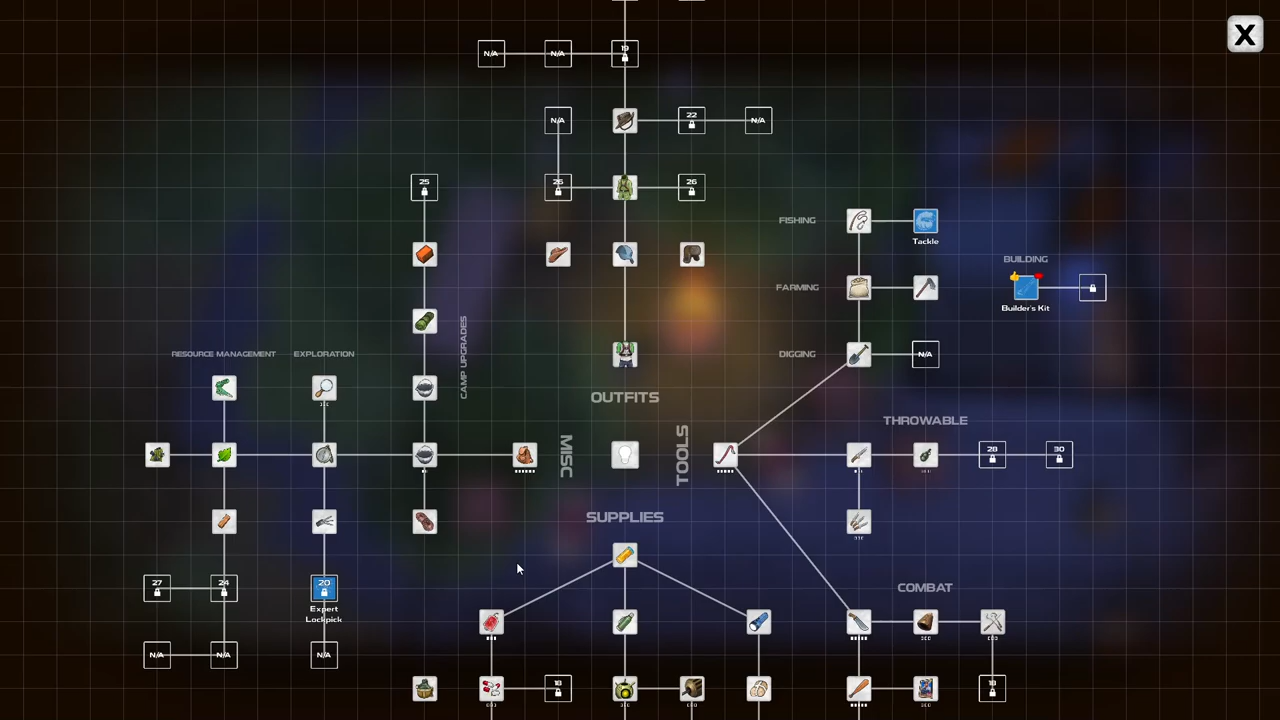 X
19
N/A N/A
N/A 22 N/A
25 26 26
FISHING
Tackle
BUILDING
FARMING
Builder's Kit
RESOURCE MANAGEMENT EXPLORATION
CAMP UPGRADES
DIGGING N/A
OUTFITS
THROWABLE
MISC
TOOLS
28 30
SUPPLIES
27 24 20
Expert
Lockpick
COMBAT
N/A N/A N/A
18